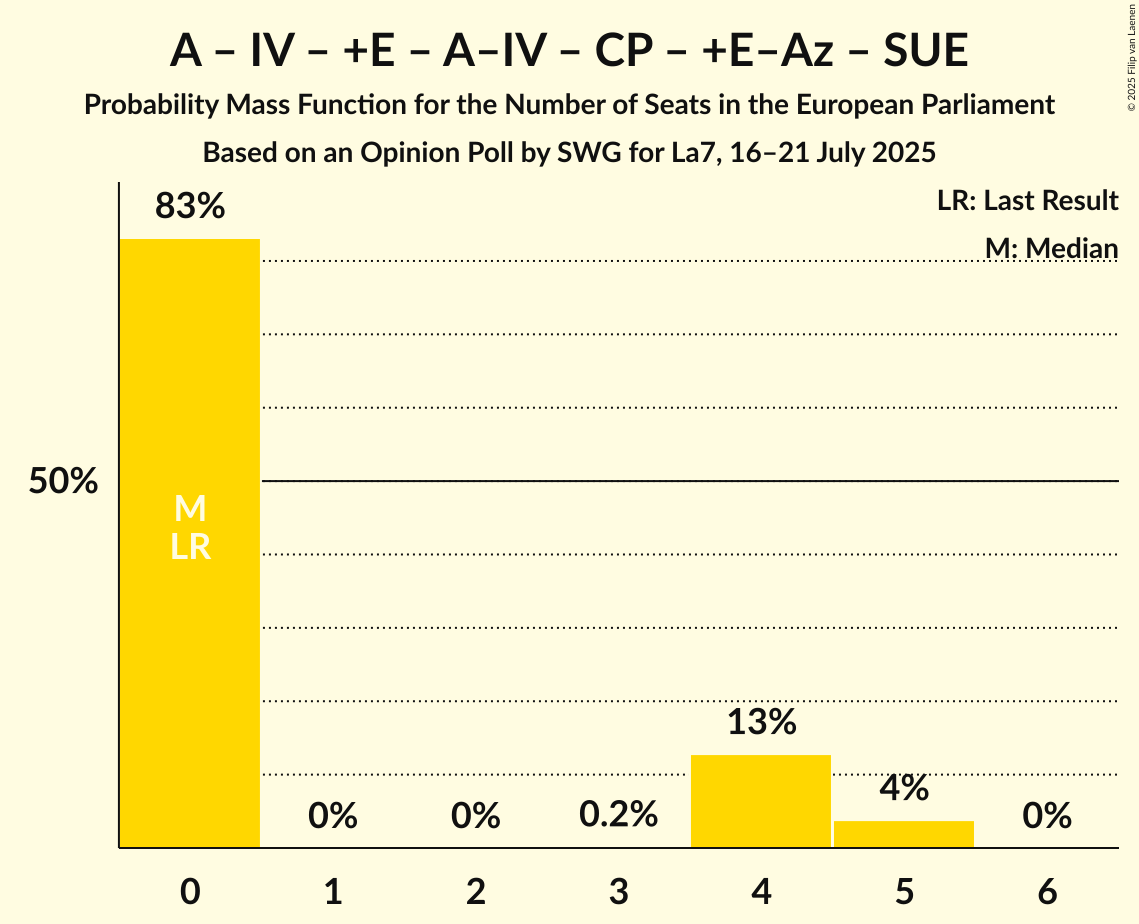 A – IV – +E – A–IV – CP – +E–Az – SUE
Probability Mass Function for the Number of Seats in the European Parliament
Based on an Opinion Poll by SWG for La7, 16–21 July 2025
© 2025 Filip van Laenen
LR: Last Result
M: Median
83%
50%
M
LR
0%
0%
0.2%
13%
4%
0%
0
1
2
3
4
5
6